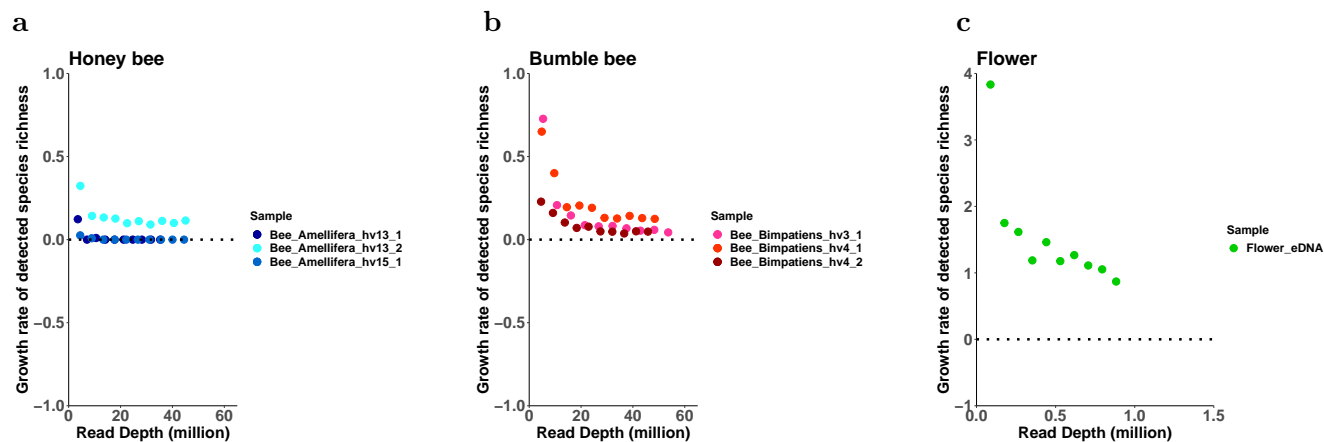 a
Honey bee
Growth rate of detected species richness
1.0
0.5
0.0
−0.5
−1.0
0
20
40
60
Read Depth (million)
Sample
Bee_Amellifera_hv13_1
Bee_Amellifera_hv13_2
Bee_Amellifera_hv15_1
b
Bumble bee
Growth rate of detected species richness
1.0
0.5
0.0
−0.5
−1.0
0
20
40
60
Read Depth (million)
Sample
Bee_Bimpatiens_hv3_1
Bee_Bimpatiens_hv4_1
Bee_Bimpatiens_hv4_2
c
Flower
Growth rate of detected species richness
4
3
2
1
0
−1
0.0
0.5
1.0
1.5
Read Depth (million)
Sample
Flower_eDNA